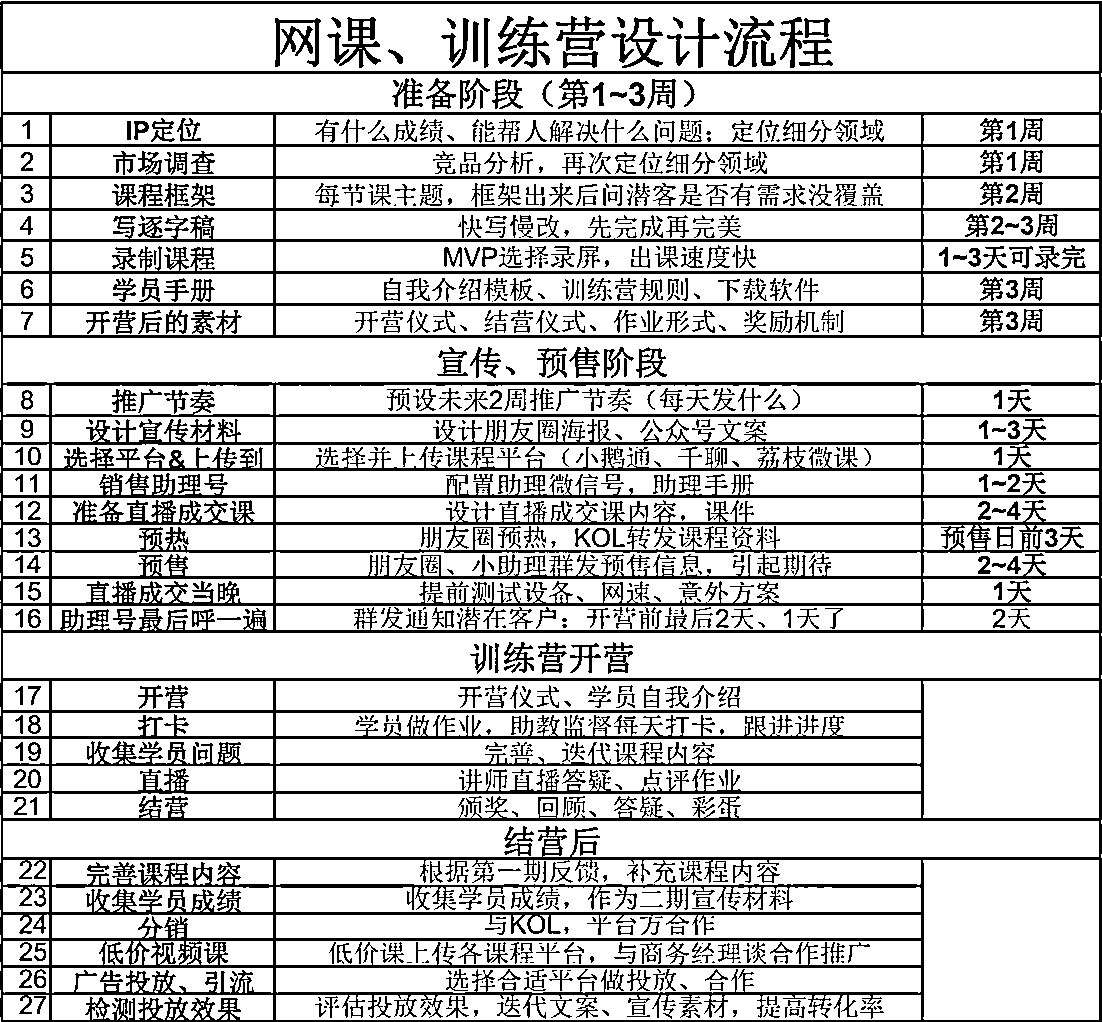 网课、训练营设计流程
准备阶段（第1~3周）
1 IP定位 有什么成绩、能帮人解决什么问题；定位细分领域 第1周
2 市场调查 竞品分析，再次定位细分领域 第1周
3 课程框架 每节课主题，框架出来后问潜客是否有需求没覆盖 第2周
4 写逐字稿 快写慢改，先完成再完美 第2~3周
5 录制课程 MVP选择录屏，出课速度快 1~3天可录完
6 学员手册 自我介绍模板、训练营规则、下载软件 第3周
7 开营后的素材 开营仪式、结营仪式、作业形式、奖励机制 第3周
宣传、预售阶段
8 推广节奏 预设未来2周推广节奏（每天发什么） 1天
9 设计宣传材料 设计朋友圈海报、公众号文案 1~3天
10 选择平台&上传到 选择并上传课程平台（小鹅通、千聊、荔枝微课） 1天
11 销售助理号 配置助理微信号，助理手册 1~2天
12 准备直播成交课 设计直播成交课内容，课件 2~4天
13 预热 朋友圈预热，KOL转发课程资料 预售日前3天
14 预售 朋友圈、小助理群发预售信息，引起期待 2~4天
15 直播成交当晚 提前测试设备、网速、意外方案 1天
16 助理号最后呼一遍 群发通知潜在客户：开营前最后2天、1天了 2天
训练营开营
17 开营 开营仪式、学员自我介绍
18 打卡 学员做作业，助教监督每天打卡，跟进进度
19 收集学员问题 完善、迭代课程内容
20 直播 讲师直播答疑、点评作业
21 结营 颁奖、回顾、答疑、彩蛋
结营后
22 完善课程内容 根据第一期反馈，补充课程内容
23 收集学员成绩 收集学员成绩，作为二期宣传材料
24 分销 与KOL，平台方合作
25 低价视频课 低价课上传各课程平台，与商务经理谈合作推广
26 广告投放、引流 选择合适平台做投放、合作
27 检测投放效果 评估投放效果，迭代文案、宣传素材，提高转化率